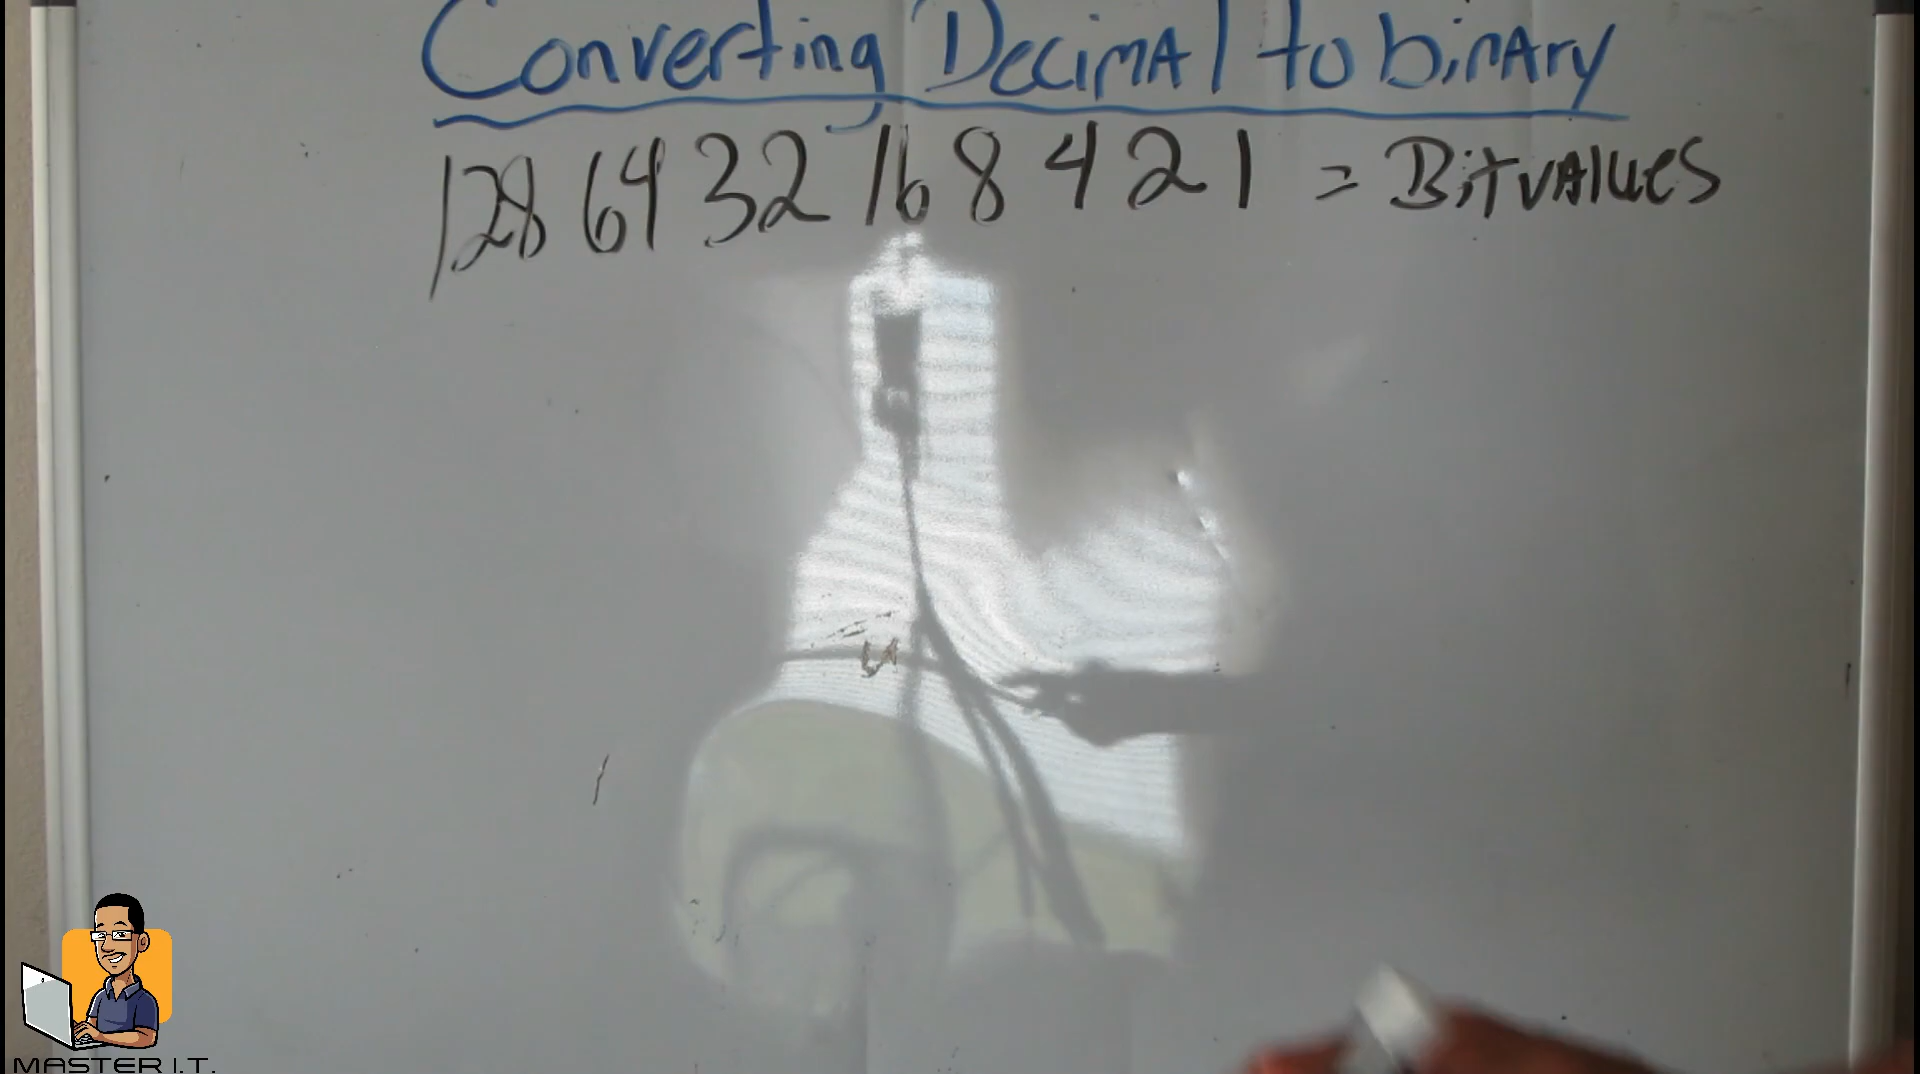 Converting Decimal to binary
128 64 32 16 8 4 2 1 = Bit values
MASTER I.T.